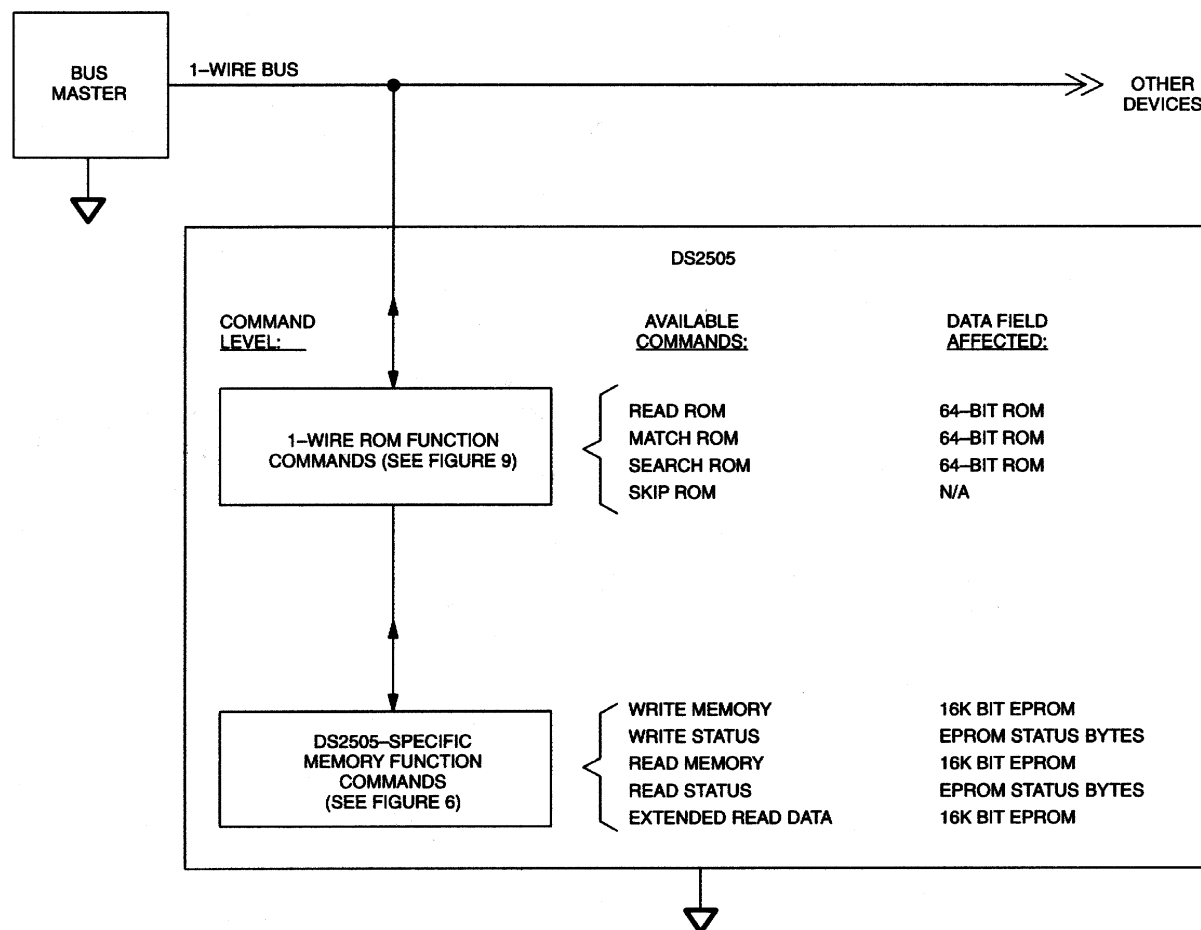 BUS
MASTER
1–WIRE BUS
OTHER
DEVICES
DS2505
COMMAND
LEVEL:
AVAILABLE
COMMANDS:
DATA FIELD
AFFECTED:
1–WIRE ROM FUNCTION
COMMANDS (SEE FIGURE 9)
READ ROM 64–BIT ROM
MATCH ROM 64–BIT ROM
SEARCH ROM 64–BIT ROM
SKIP ROM N/A
DS2505–SPECIFIC
MEMORY FUNCTION
COMMANDS
(SEE FIGURE 6)
WRITE MEMORY 16K BIT EPROM
WRITE STATUS EPROM STATUS BYTES
READ MEMORY 16K BIT EPROM
READ STATUS EPROM STATUS BYTES
EXTENDED READ DATA 16K BIT EPROM